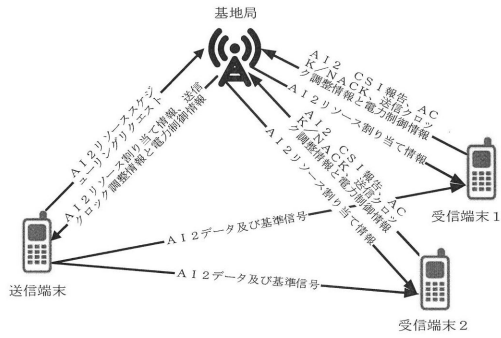 基地局
AI2リソーススケジ
ューリングリクエスト
AI2リソース割り当て情報、送信
クロック調整情報と電力制御情報
AI2 CSI報告、AC
K/NACK、送信クロッ
ク調整情報と電力制御情報
AI2リソース割り当て情報
AI2 CSI報告、AC
K/NACK、送信クロッ
ク調整情報と電力制御情報
AI2リソース割り当て情報
受信端末1
AI2データ及び基準信号
AI2データ及び基準信号
送信端末
受信端末2